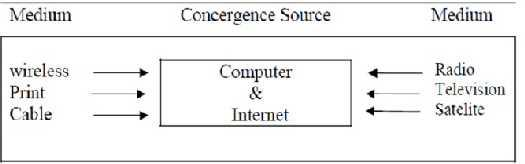 Medium Concergence Source Medium
wireless Computer Radio
Print & Television
Cable Internet Satelite